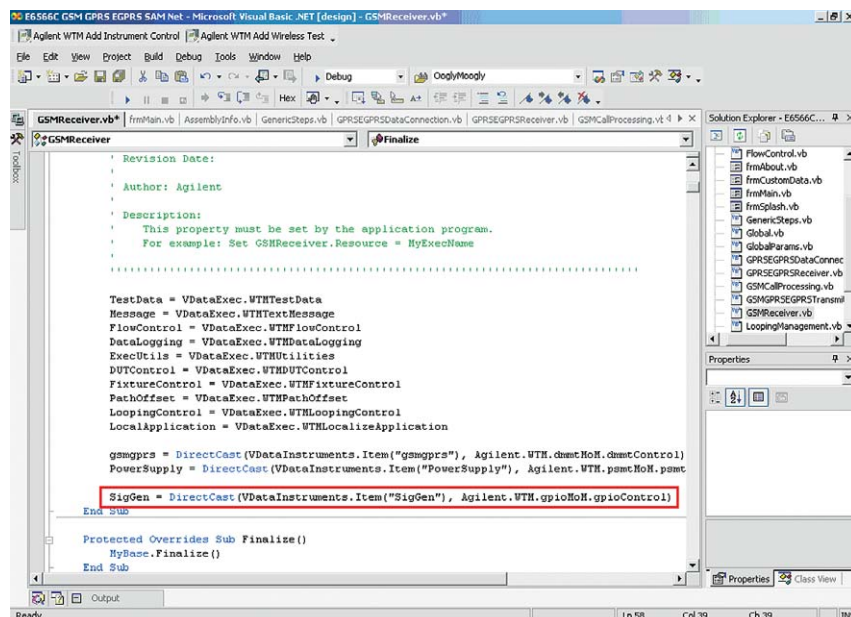 E6566C GSM GPRS EGPRS SAM Net - Microsoft Visual Basic .NET [design] - GSMReceiver.vb*
Agilent WTM Add Instrument Control Agilent WTM Add Wireless Test
File Edit View Project Build Debug Tools Window Help
Debug OoglyMoogly
Hex
GSMReceiver.vb* frmMain.vb AssemblyInfo.vb GenericSteps.vb GPRSEGPRSDataConnection.vb GPRSEGPRSReceiver.vb GSMCallProcessing.vt
GSMReceiver Finalize
Toolbox
' Revision Date:
'
' Author: Agilent
'
' Description:
' This property must be set by the application program.
' For example: Set GSMReceiver.Resource = MyExecName
'
TestData = VDataExec.WTMTestData
Message = VDataExec.WTMTextMessage
FlowControl = VDataExec.WTMFlowControl
DataLogging = VDataExec.WTMDataLogging
ExecUtils = VDataExec.WTMUtilities
DUTControl = VDataExec.WTMDUTControl
FixtureControl = VDataExec.WTMFixtureControl
PathOffset = VDataExec.WTMPathOffset
LoopingControl = VDataExec.WTMLoopingControl
LocalApplication = VDataExec.WTMLocalizeApplication
gsmgprs = DirectCast(VDataInstruments.Item("gsmgprs"), Agilent.WTM.dmmtMoM.dmmtControl)
PowerSupply = DirectCast(VDataInstruments.Item("PowerSupply"), Agilent.WTM.psmtMoM.psmt
SigGen = DirectCast(VDataInstruments.Item("SigGen"), Agilent.WTM.gpioMoM.gpioControl)
End Sub
Protected Overrides Sub Finalize()
MyBase.Finalize()
End Sub
Solution Explorer - E6566C...
FlowControl.vb
frmAbout.vb
frmCustomData.vb
frmMain.vb
frmSplash.vb
GenericSteps.vb
Global.vb
GlobalParams.vb
GPRSEGPRSDataConnec
GPRSEGPRSReceiver.vb
GSMCallProcessing.vb
GSMGPRSEGPRSTransmi
GSMReceiver.vb
LoopingManagement.vb
Properties
Properties Class View
Output
Ready Ln 58 Col 39 Ch 39 INS